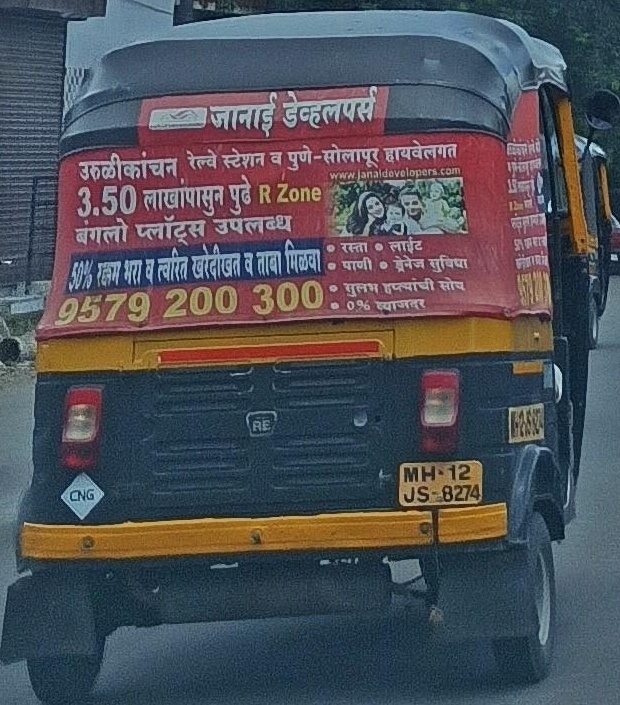 जानाई डेव्हलपर्स
उरुळीकांचन रेल्वे स्टेशन व पुणे-सोलापूर हायवेलगत
3.50 लाखांपासुन पुढे R Zone
बंगलो प्लॉट्स उपलब्ध
www.janaidevelopers.com
50% रक्कम भरा व त्वरित खरेदीखत व ताबा मिळवा
9579 200 300
• रस्ता • लाईट
• पाणी • ड्रेनेज सुविधा
• सुलभ हप्त्यांची सोय
• 0% व्याजदर
RE
CNG
MH-12
JS-8274